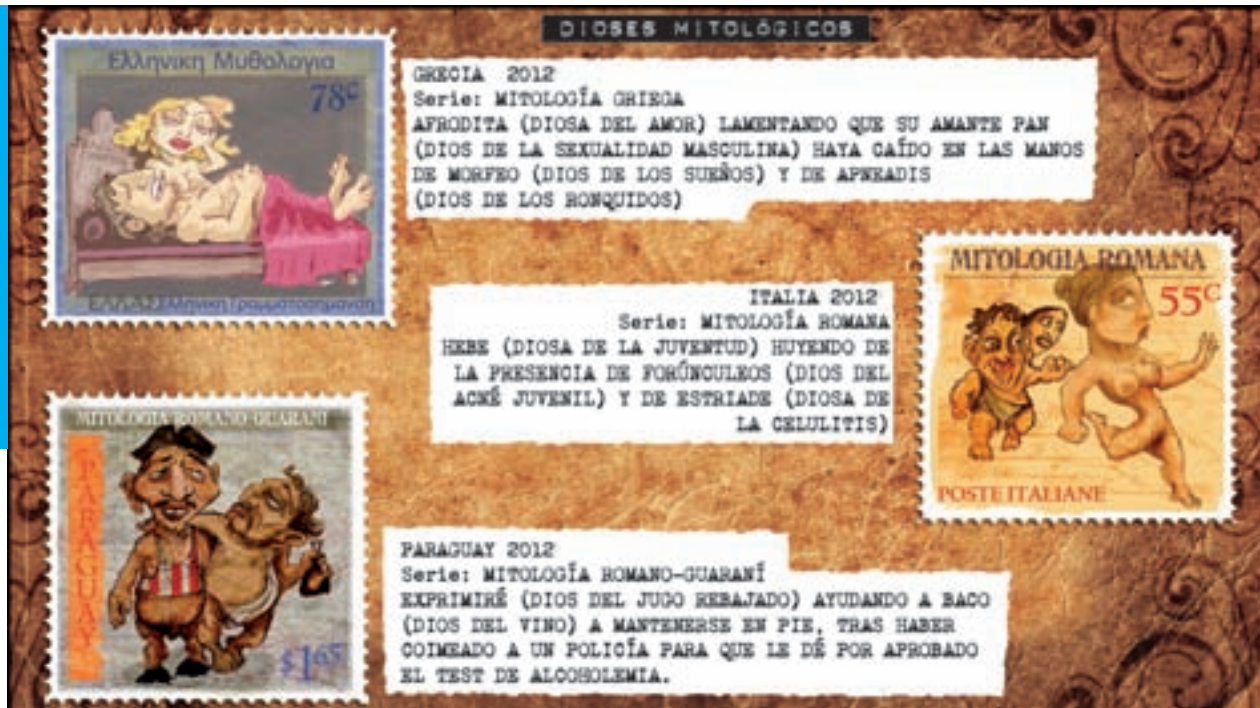 DIOSES MITOLÓGICOS
Ελληνικη Μυθολογια
78c
GRECIA 2012
Serie: MITOLOGÍA GRIEGA
AFRODITA (DIOSA DEL AMOR) LAMENTANDO QUE SU AMANTE PAN
(DIOS DE LA SEXUALIDAD MASCULINA) HAYA CAÍDO EN LAS MANOS
DE MORFEO (DIOS DE LOS SUEÑOS) Y DE APNEADIS
(DIOS DE LOS RONQUIDOS)
MITOLOGIA ROMANA
55c
POSTE ITALIANE
ITALIA 2012
Serie: MITOLOGÍA ROMANA
HEBE (DIOSA DE LA JUVENTUD) HUYENDO DE
LA PRESENCIA DE FORÚNCULEOS (DIOS DEL
ACNÉ JUVENIL) Y DE ESTRIADE (DIOSA DE
LA CELULITIS)
MITOLOGIA ROMANO-GUARANI
PARAGUAY
$165
PARAGUAY 2012
Serie: MITOLOGÍA ROMANO-GUARANÍ
EXPRIMIRÉ (DIOS DEL JUGO REBAJADO) AYUDANDO A BACO
(DIOS DEL VINO) A MANTENERSE EN PIE, TRAS HABER
COIMEADO A UN POLICÍA PARA QUE LE DÉ POR APROBADO
EL TEST DE ALCOHOLEMIA.